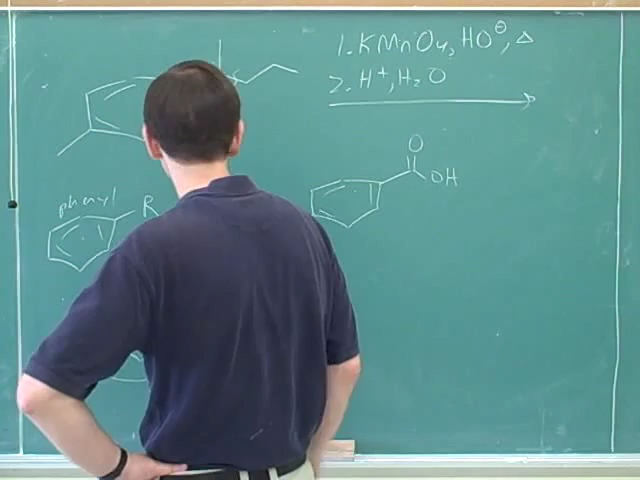 1. KMnO₄, HO⊖, Δ
2. H⁺, H₂O
O
OH
phenyl R